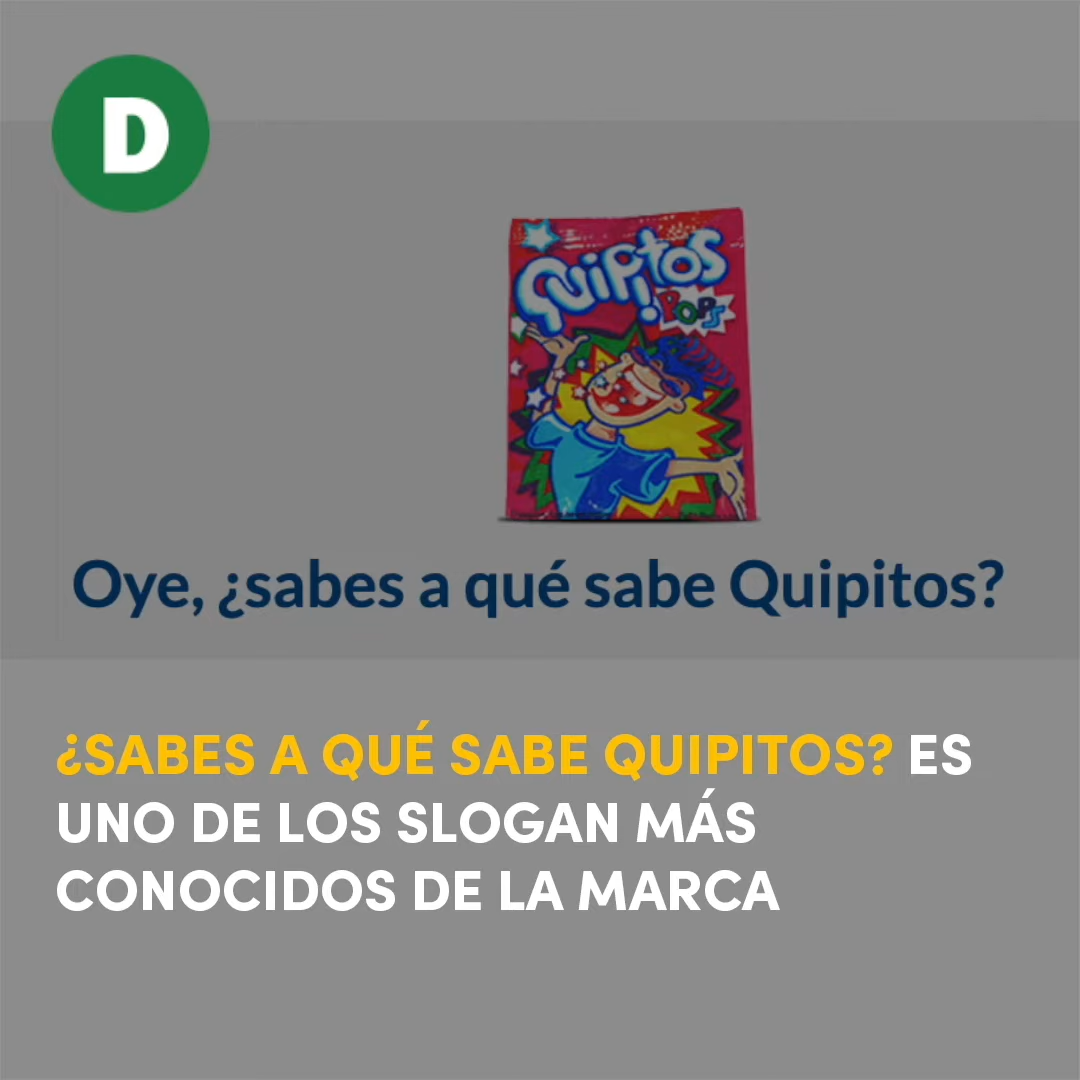 D
Quipitos
POPS
Oye, ¿sabes a qué sabe Quipitos?
¿SABES A QUÉ SABE QUIPITOS? ES
UNO DE LOS SLOGAN MÁS
CONOCIDOS DE LA MARCA